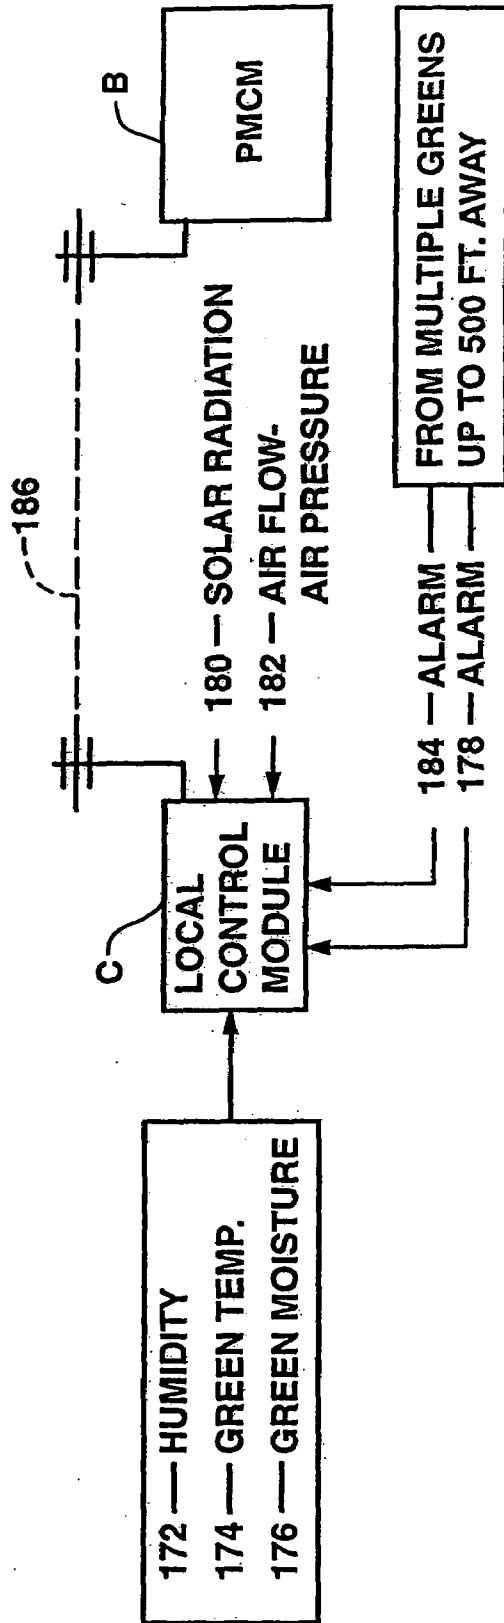 186
B
PMCM
C
LOCAL
CONTROL
MODULE
180 — SOLAR RADIATION
182 — AIR FLOW-
AIR PRESSURE
172 — HUMIDITY
174 — GREEN TEMP.
176 — GREEN MOISTURE
184 — ALARM
178 — ALARM
FROM MULTIPLE GREENS
UP TO 500 FT. AWAY